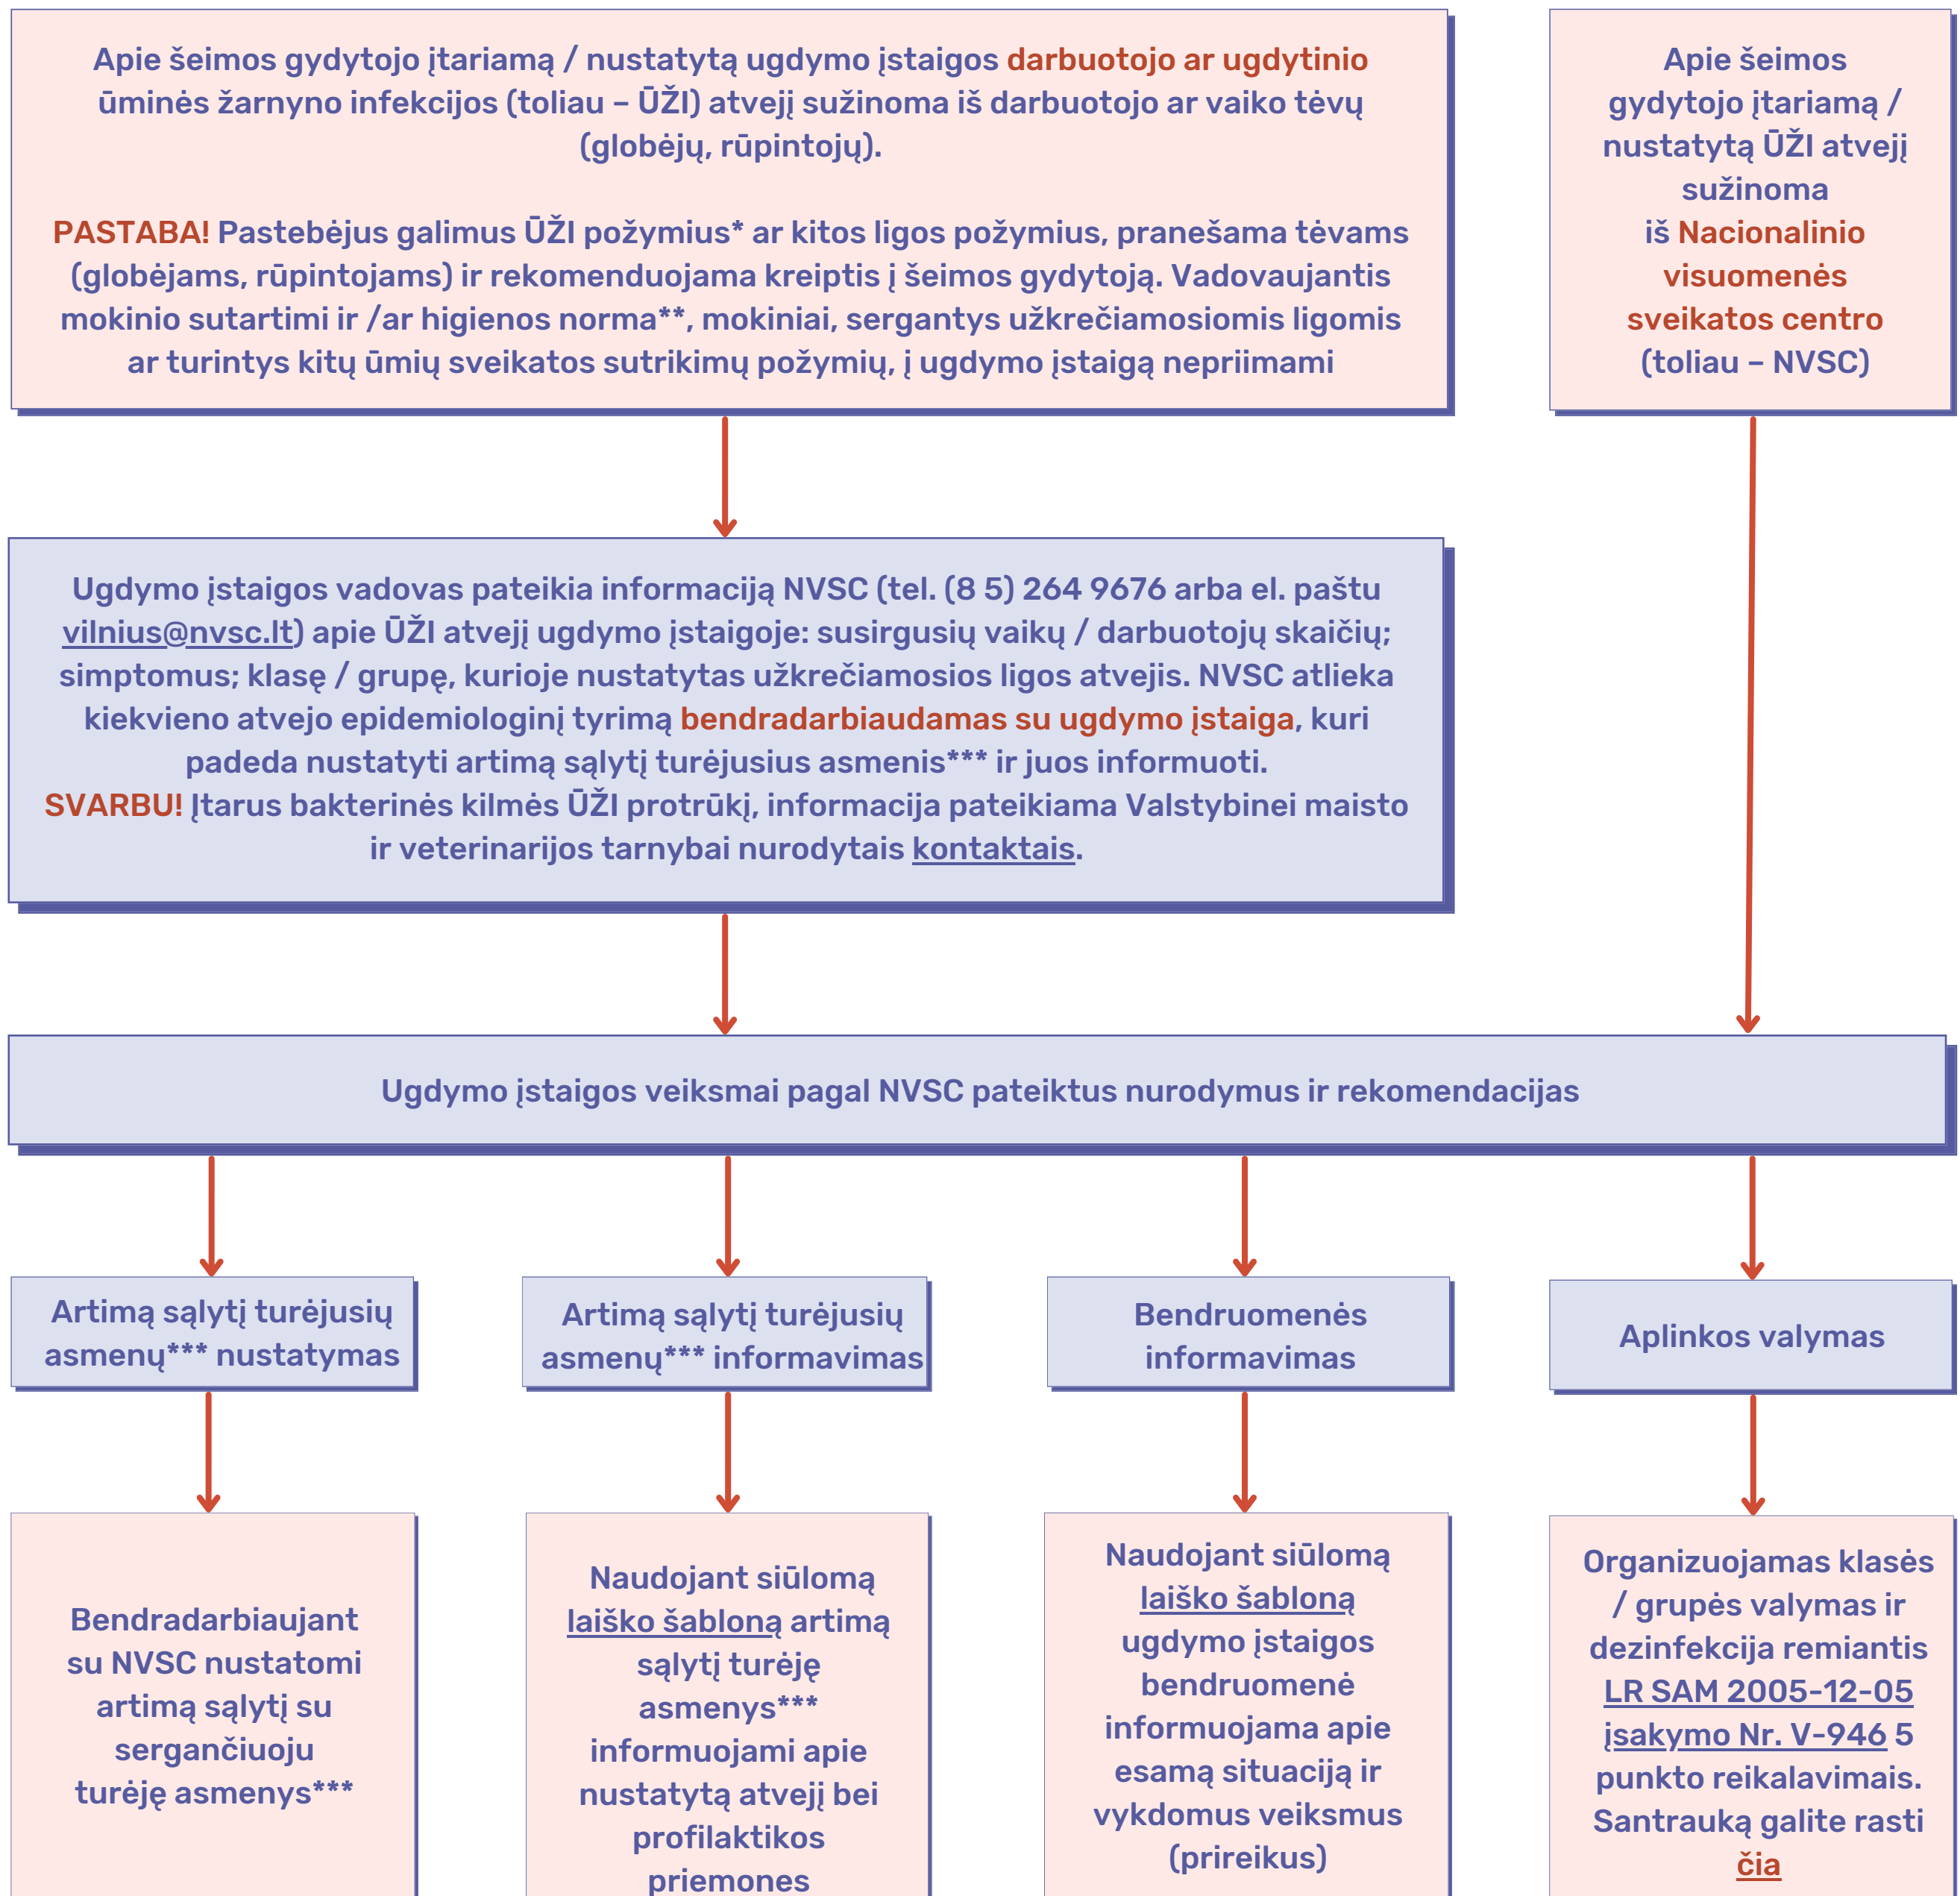 Apie šeimos gydytojo įtariamą / nustatytą ugdymo įstaigos darbuotojo ar ugdytinio
ūminės žarnyno infekcijos (toliau – ŪŽI) atvejį sužinoma iš darbuotojo ar vaiko tėvų
(globėjų, rūpintojų).
PASTABA! Pastebėjus galimus ŪŽI požymius* ar kitos ligos požymius, pranešama tėvams
(globėjams, rūpintojams) ir rekomenduojama kreiptis į šeimos gydytoją. Vadovaujantis
mokinio sutartimi ir /ar higienos norma**, mokiniai, sergantys užkrečiamosiomis ligomis
ar turintys kitų ūmių sveikatos sutrikimų požymių, į ugdymo įstaigą nepriimami
Apie šeimos
gydytojo įtariamą /
nustatytą ŪŽI atvejį
sužinoma
iš Nacionalinio
visuomenės
sveikatos centro
(toliau – NVSC)
Ugdymo įstaigos vadovas pateikia informaciją NVSC (tel. (8 5) 264 9676 arba el. paštu
vilnius@nvsc.lt) apie ŪŽI atvejį ugdymo įstaigoje: susirgusių vaikų / darbuotojų skaičių;
simptomus; klasę / grupę, kurioje nustatytas užkrečiamosios ligos atvejis. NVSC atlieka
kiekvieno atvejo epidemiologinį tyrimą bendradarbiaudamas su ugdymo įstaiga, kuri
padeda nustatyti artimą sąlytį turėjusius asmenis*** ir juos informuoti.
SVARBU! Įtarus bakterinės kilmės ŪŽI protrūkį, informacija pateikiama Valstybinei maisto
ir veterinarijos tarnybai nurodytais kontaktais.
Ugdymo įstaigos veiksmai pagal NVSC pateiktus nurodymus ir rekomendacijas
Artimą sąlytį turėjusių
asmenų*** nustatymas
Artimą sąlytį turėjusių
asmenų*** informavimas
Bendruomenės
informavimas
Aplinkos valymas
Bendradarbiaujant
su NVSC nustatomi
artimą sąlytį su
sergančiuoju
turėję asmenys***
Naudojant siūlomą
laiško šabloną artimą
sąlytį turėję
asmenys***
informuojami apie
nustatytą atvejį bei
profilaktikos
priemones
Naudojant siūlomą
laiško šabloną
ugdymo įstaigos
bendruomenė
informuojama apie
esamą situaciją ir
vykdomus veiksmus
(prireikus)
Organizuojamas klasės
/ grupės valymas ir
dezinfekcija remiantis
LR SAM 2005-12-05
įsakymo Nr. V-946 5
punkto reikalavimais.
Santrauką galite rasti
čia